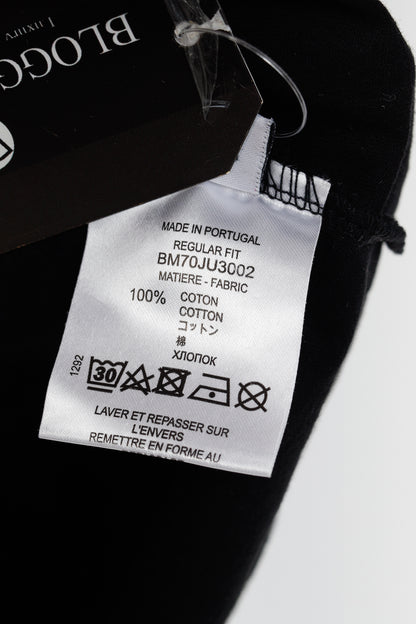 BLOGG
LUXURY
MADE IN PORTUGAL
REGULAR FIT
BM70JU3002
MATIERE - FABRIC
100% COTON
COTTON
コットン
棉
ХЛОПОК
1292
30
LAVER ET REPASSER SUR
L'ENVERS
REMETTRE EN FORME AU